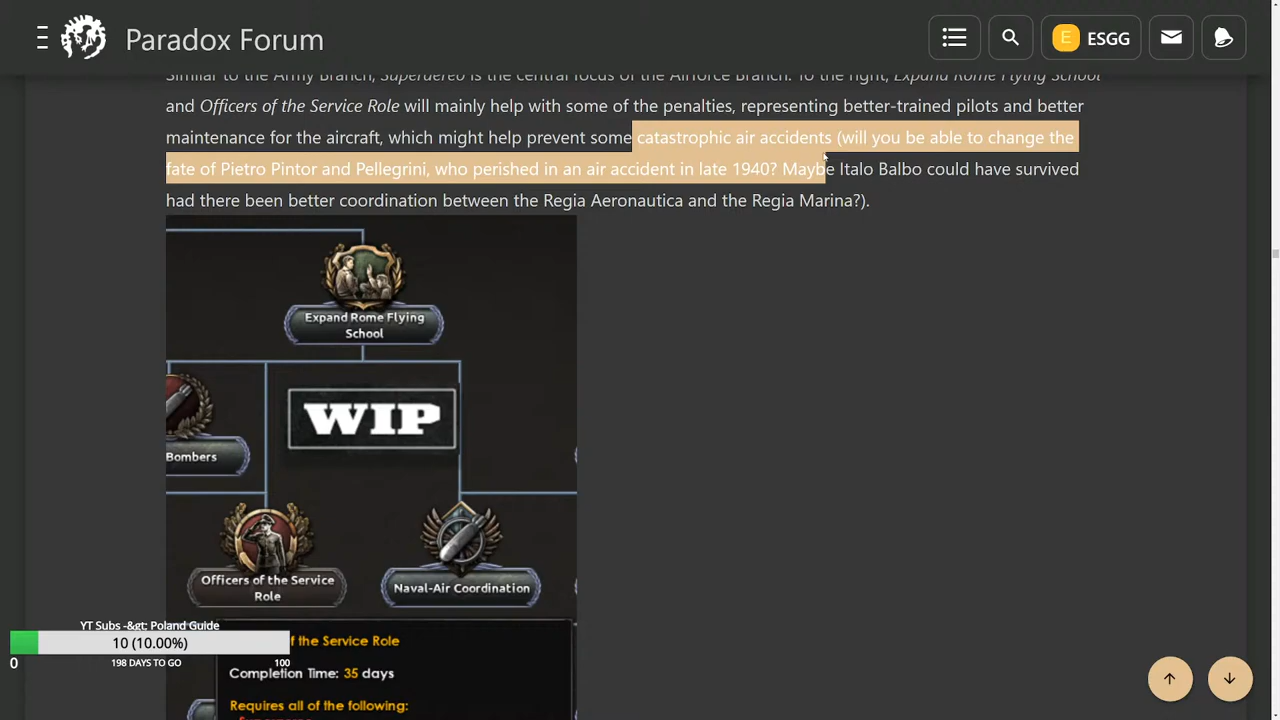 Paradox Forum
E ESGG
Similar to the Army Branch, Superaereo is the central focus of the Airforce Branch. To the right, Expand Rome Flying School
and Officers of the Service Role will mainly help with some of the penalties, representing better-trained pilots and better
maintenance for the aircraft, which might help prevent some catastrophic air accidents (will you be able to change the
fate of Pietro Pintor and Pellegrini, who perished in an air accident in late 1940? Maybe Italo Balbo could have survived
had there been better coordination between the Regia Aeronautica and the Regia Marina?).
Expand Rome Flying
School
WIP
Bombers
Officers of the Service
Role
Naval-Air Coordination
YT Subs -&gt; Poland Guide
10 (10.00%)
0
198 DAYS TO GO
100
of the Service Role
Completion Time: 35 days
Requires all of the following: